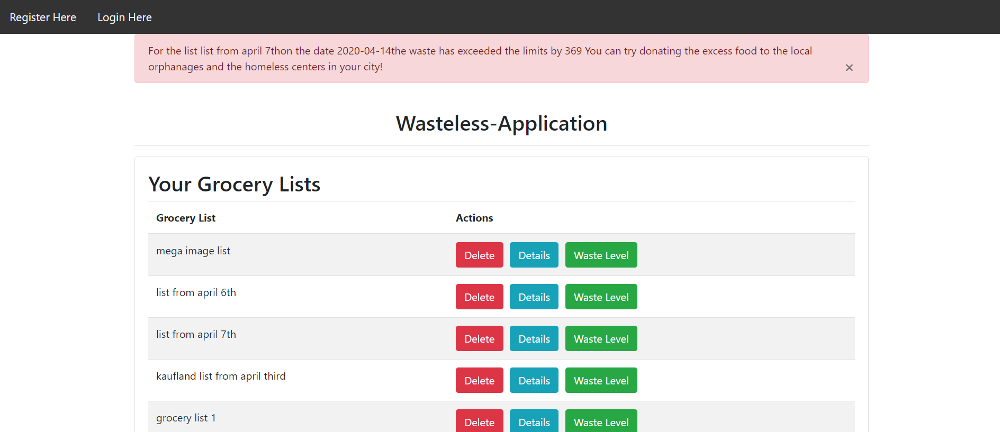 Register Here Login Here
For the list list from april 7thon the date 2020-04-14the waste has exceeded the limits by 369 You can try donating the excess food to the local
orphanages and the homeless centers in your city!
×
Wasteless-Application
Your Grocery Lists
Grocery List Actions
mega image list Delete Details Waste Level
list from april 6th Delete Details Waste Level
list from april 7th Delete Details Waste Level
kaufland list from april third Delete Details Waste Level
grocery list 1 Delete Details Waste Level